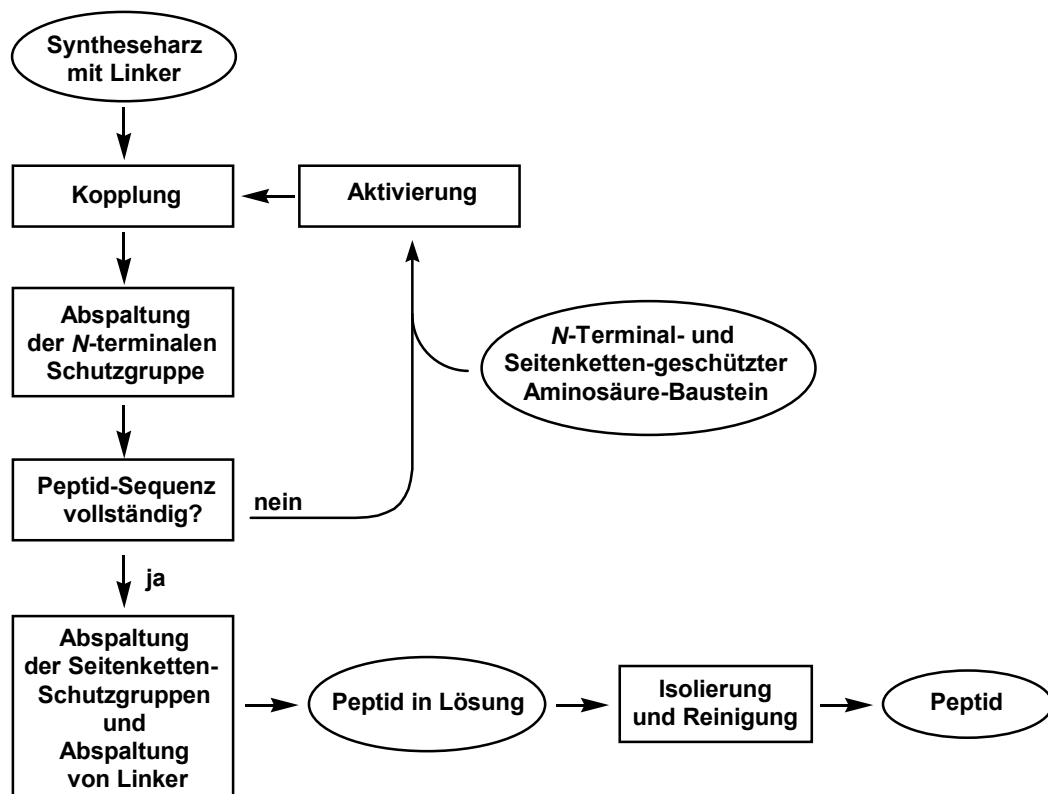 Syntheseharz
mit Linker
Kopplung
Aktivierung
Abspaltung
der N-terminalen
Schutzgruppe
N-Terminal- und
Seitenketten-geschützter
Aminosäure-Baustein
Peptid-Sequenz
vollständig?
nein
ja
Abspaltung
der Seitenketten-
Schutzgruppen
und
Abspaltung
von Linker
Peptid in Lösung
Isolierung
und Reinigung
Peptid